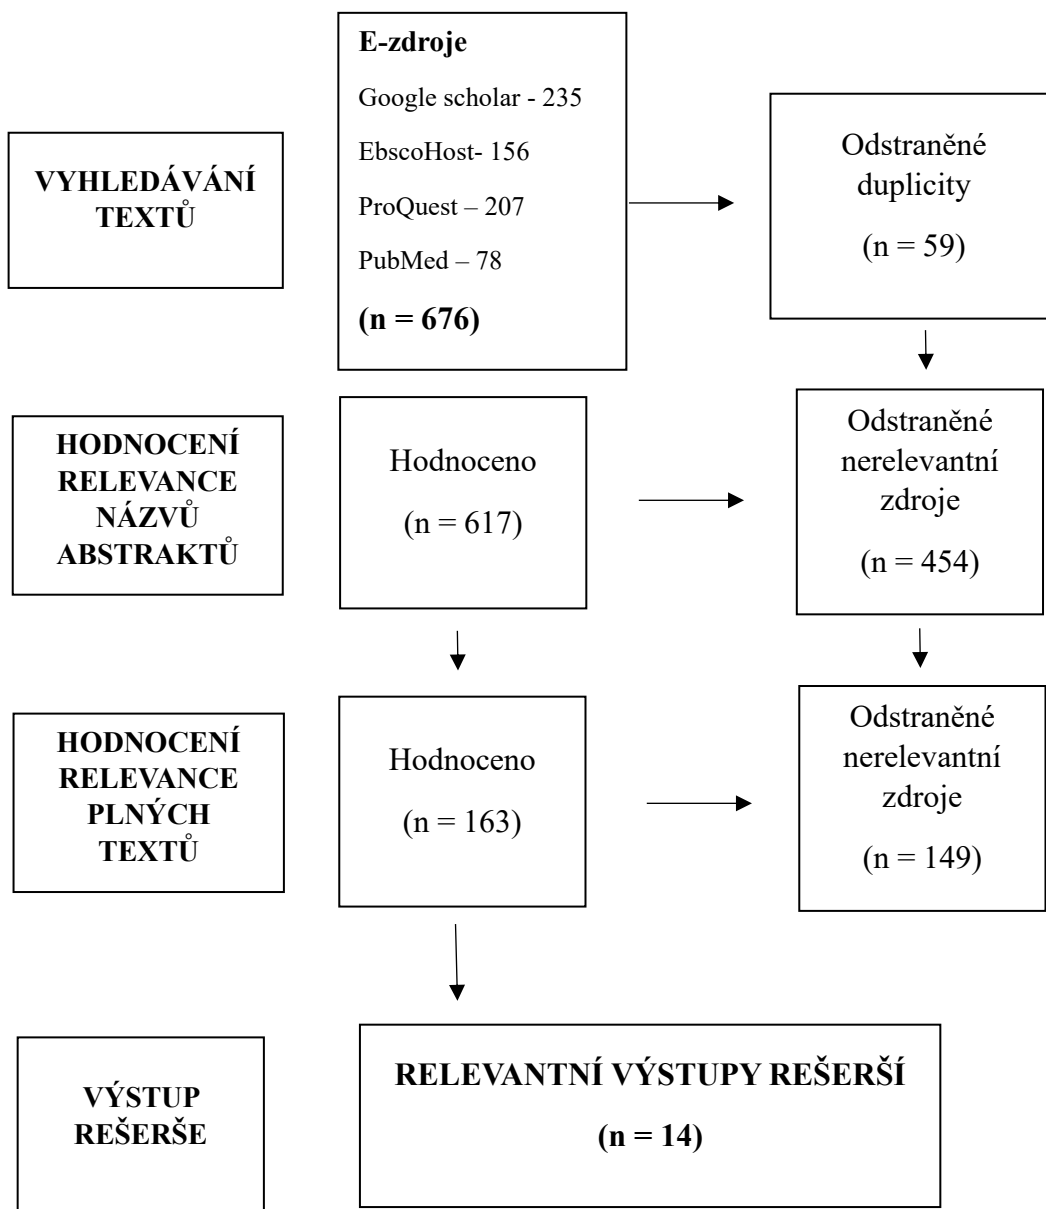 VYHLEDÁVÁNÍ
TEXTŮ
E-zdroje
Google scholar - 235
EbscoHost- 156
ProQuest – 207
PubMed – 78
(n = 676)
Odstraněné
duplicity
(n = 59)
HODNOCENÍ
RELEVANCE
NÁZVŮ
ABSTRAKTŮ
Hodnoceno
(n = 617)
Odstraněné
nerelevantní
zdroje
(n = 454)
HODNOCENÍ
RELEVANCE
PLNÝCH
TEXTŮ
Hodnoceno
(n = 163)
Odstraněné
nerelevantní
zdroje
(n = 149)
VÝSTUP
REŠERŠE
RELEVANTNÍ VÝSTUPY REŠERŠÍ
(n = 14)